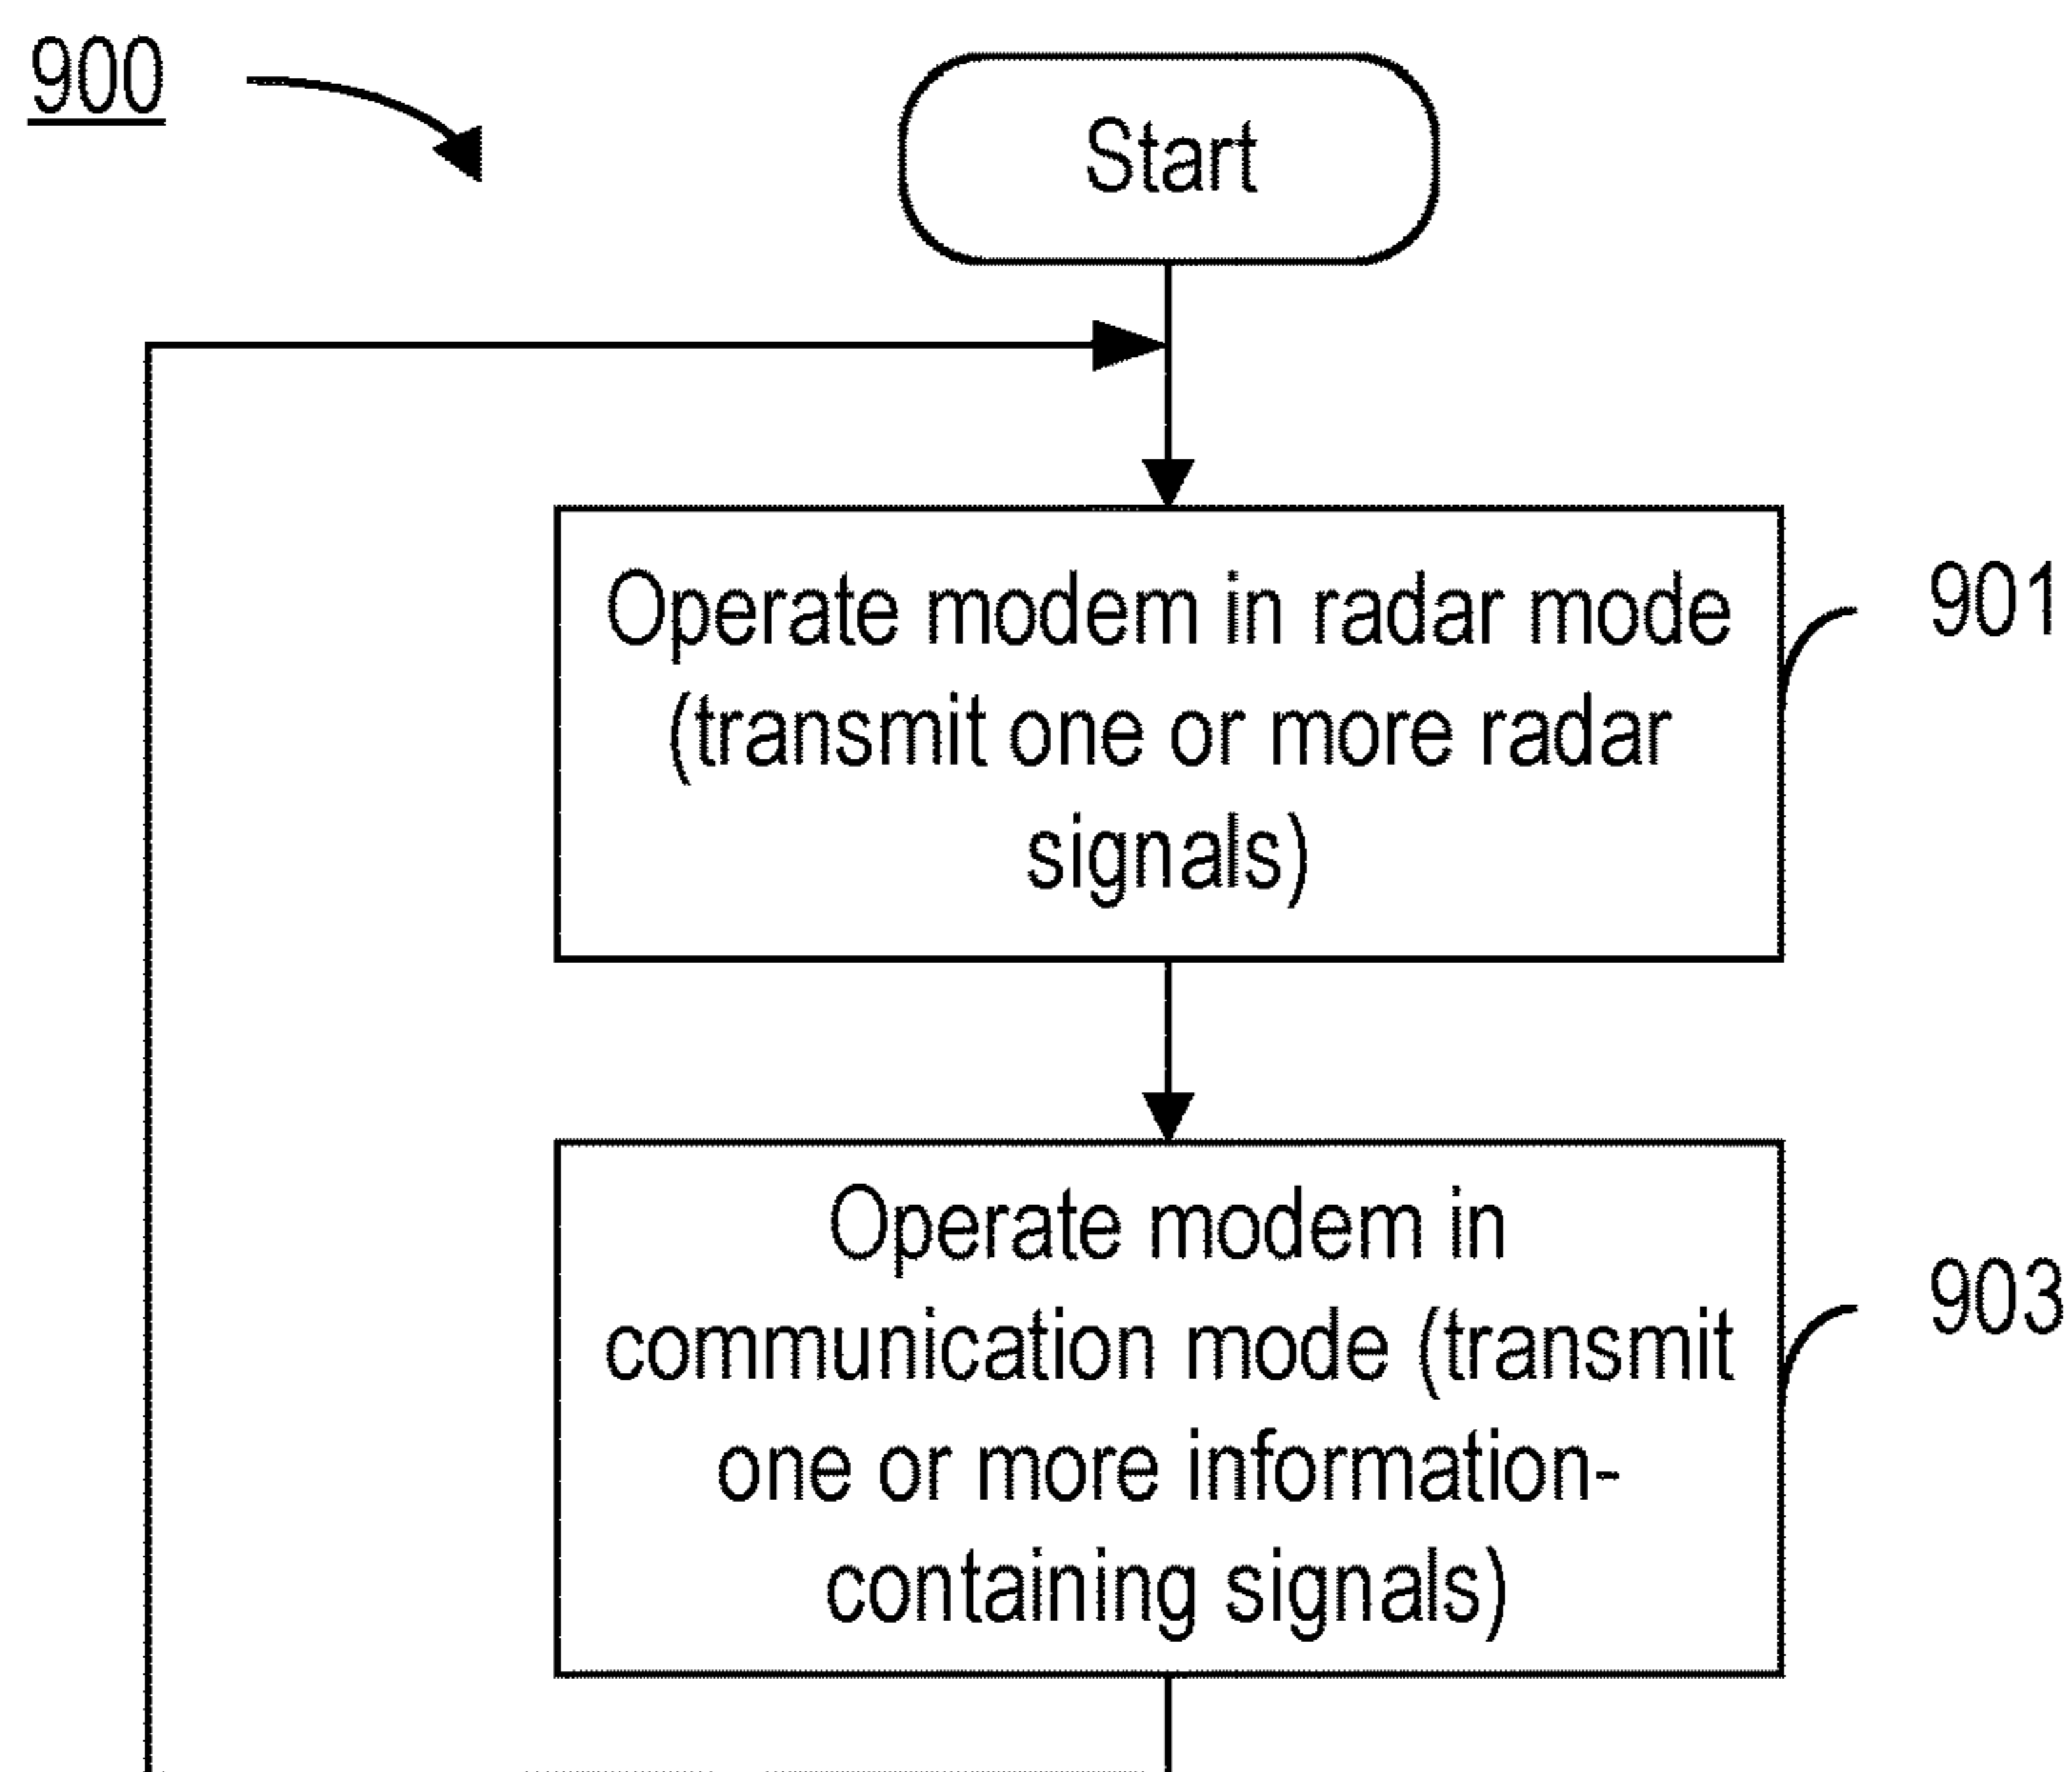 900
Start
Operate modem in radar mode
(transmit one or more radar
signals)
901
Operate modem in
communication mode (transmit
one or more information-
containing signals)
903